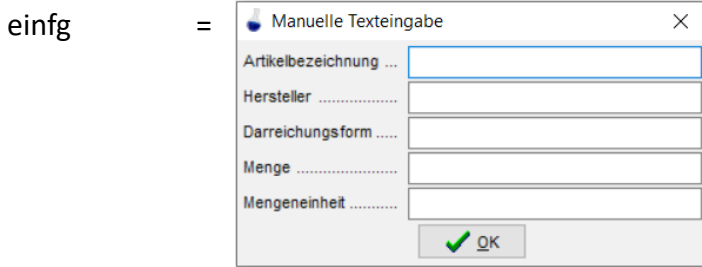 einfg = Manuelle Texteingabe
Artikelbezeichnung ...
Hersteller ...................
Darreichungsform .....
Menge ........................
Mengeneinheit ...........
OK